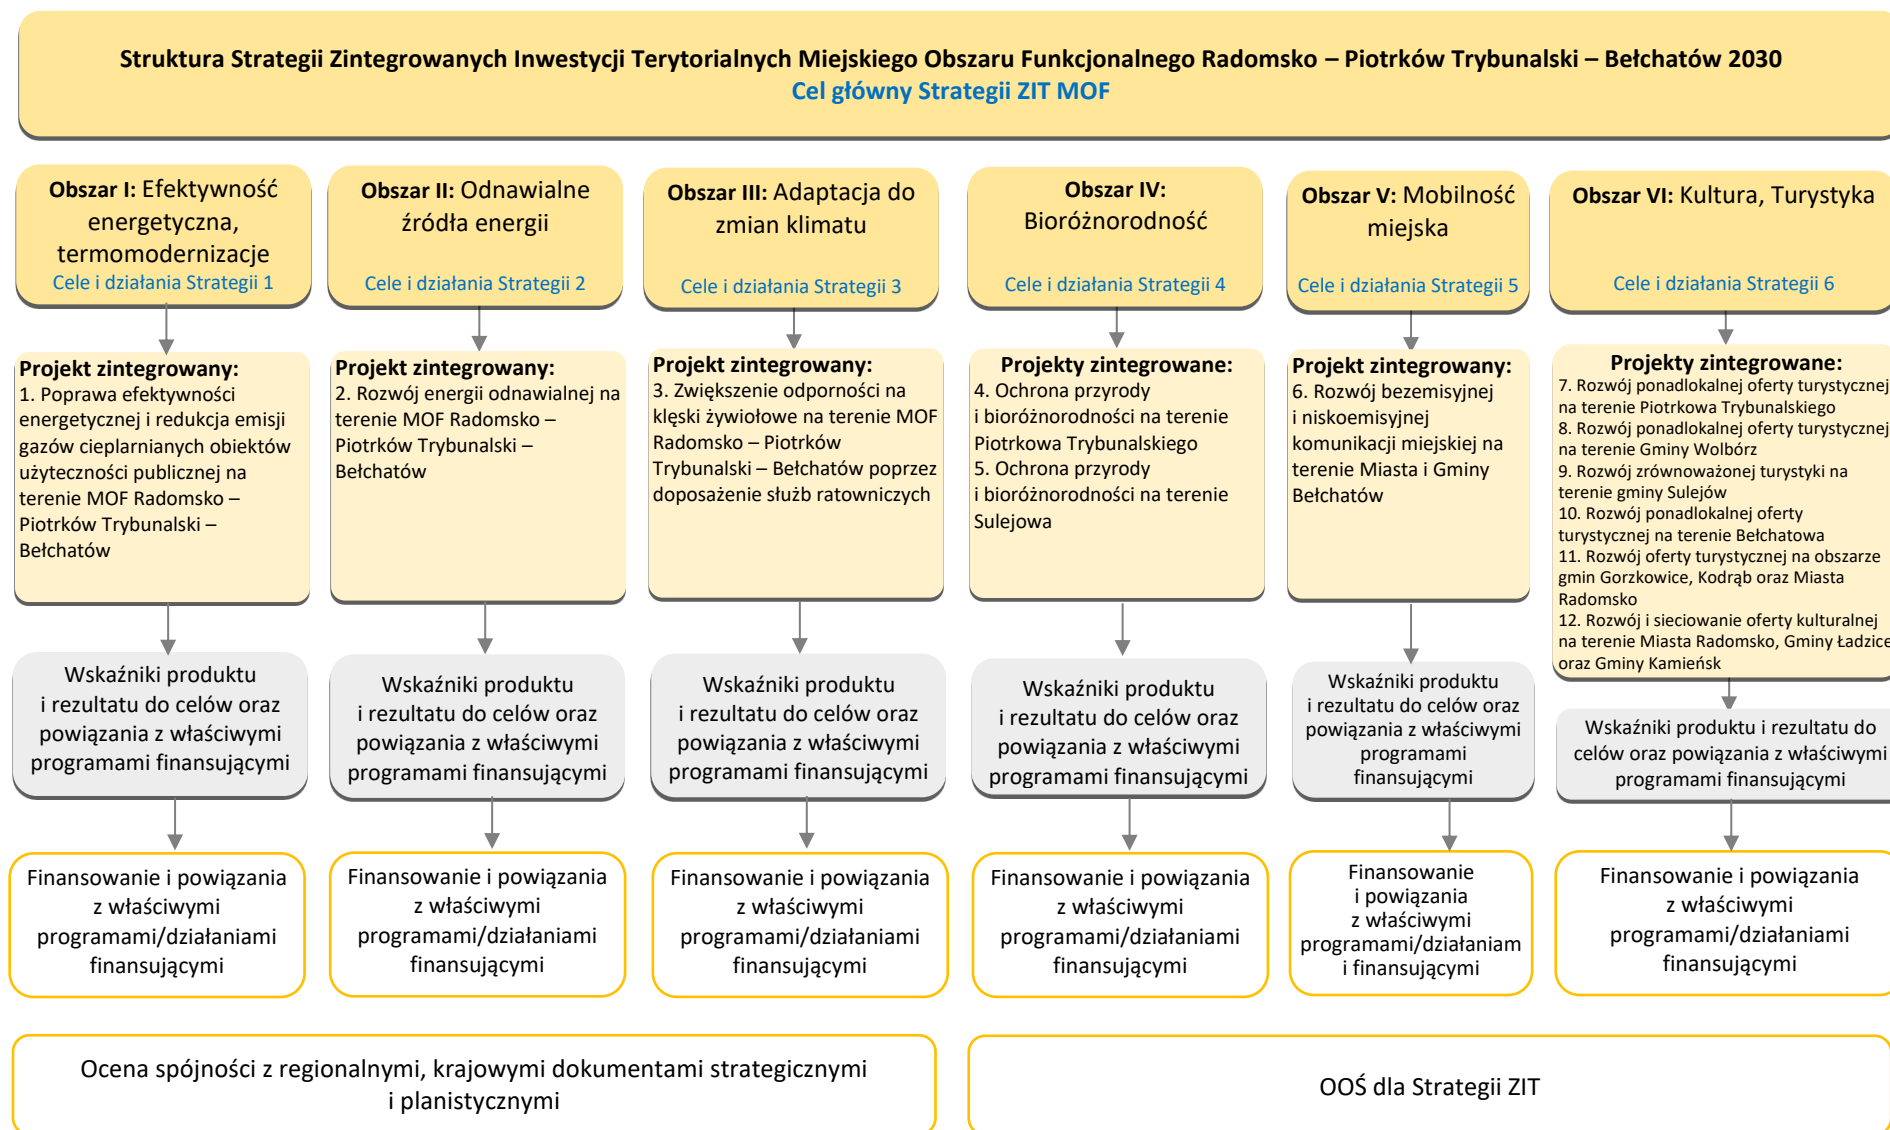 Struktura Strategii Zintegrowanych Inwestycji Terytorialnych Miejskiego Obszaru Funkcjonalnego Radomsko – Piotrków Trybunalski – Bełchatów 2030
Cel główny Strategii ZIT MOF
Obszar I: Efektywność
energetyczna,
termomodernizacje
Cele i działania Strategii 1
Obszar II: Odnawialne
źródła energii
Cele i działania Strategii 2
Obszar III: Adaptacja do
zmian klimatu
Cele i działania Strategii 3
Obszar IV:
Bioróżnorodność
Cele i działania Strategii 4
Obszar V: Mobilność
miejska
Cele i działania Strategii 5
Obszar VI: Kultura, Turystyka
Cele i działania Strategii 6
Projekt zintegrowany:
1. Poprawa efektywności
energetycznej i redukcja emisji
gazów cieplarnianych obiektów
użyteczności publicznej na
terenie MOF Radomsko –
Piotrków Trybunalski –
Bełchatów
Projekt zintegrowany:
2. Rozwój energii odnawialnej na
terenie MOF Radomsko –
Piotrków Trybunalski –
Bełchatów
Projekt zintegrowany:
3. Zwiększenie odporności na
klęski żywiołowe na terenie MOF
Radomsko – Piotrków
Trybunalski – Bełchatów poprzez
doposażenie służb ratowniczych
Projekty zintegrowane:
4. Ochrona przyrody
i bioróżnorodności na terenie
Piotrkowa Trybunalskiego
5. Ochrona przyrody
i bioróżnorodności na terenie
Sulejowa
Projekt zintegrowany:
6. Rozwój bezemisyjnej
i niskoemisyjnej
komunikacji miejskiej na
terenie Miasta i Gminy
Bełchatów
Projekty zintegrowane:
7. Rozwój ponadlokalnej oferty turystycznej
na terenie Piotrkowa Trybunalskiego
8. Rozwój ponadlokalnej oferty turystycznej
na terenie Gminy Wolbórz
9. Rozwój zrównoważonej turystyki na
terenie gminy Sulejów
10. Rozwój ponadlokalnej oferty
turystycznej na terenie Bełchatowa
11. Rozwój oferty turystycznej na obszarze
gmin Gorzkowice, Kodrąb oraz Miasta
Radomsko
12. Rozwój i sieciowanie oferty kulturalnej
na terenie Miasta Radomsko, Gminy Ładzice
oraz Gminy Kamieńsk
Wskaźniki produktu
i rezultatu do celów oraz
powiązania z właściwymi
programami finansującymi
Wskaźniki produktu
i rezultatu do celów oraz
powiązania z właściwymi
programami finansującymi
Wskaźniki produktu
i rezultatu do celów oraz
powiązania z właściwymi
programami finansującymi
Wskaźniki produktu
i rezultatu do celów oraz
powiązania z właściwymi
programami finansującymi
Wskaźniki produktu
i rezultatu do celów oraz
powiązania z właściwymi
programami
finansującymi
Wskaźniki produktu i rezultatu do
celów oraz powiązania z właściwymi
programami finansującymi
Finansowanie i powiązania
z właściwymi
programami/działaniami
finansującymi
Finansowanie i powiązania
z właściwymi
programami/działaniami
finansującymi
Finansowanie i powiązania
z właściwymi
programami/działaniami
finansującymi
Finansowanie i powiązania
z właściwymi
programami/działaniami
finansującymi
Finansowanie
i powiązania
z właściwymi
programami/działaniam
i finansującymi
Finansowanie i powiązania
z właściwymi
programami/działaniami
finansującymi
Ocena spójności z regionalnymi, krajowymi dokumentami strategicznymi
i planistycznymi
OOŚ dla Strategii ZIT